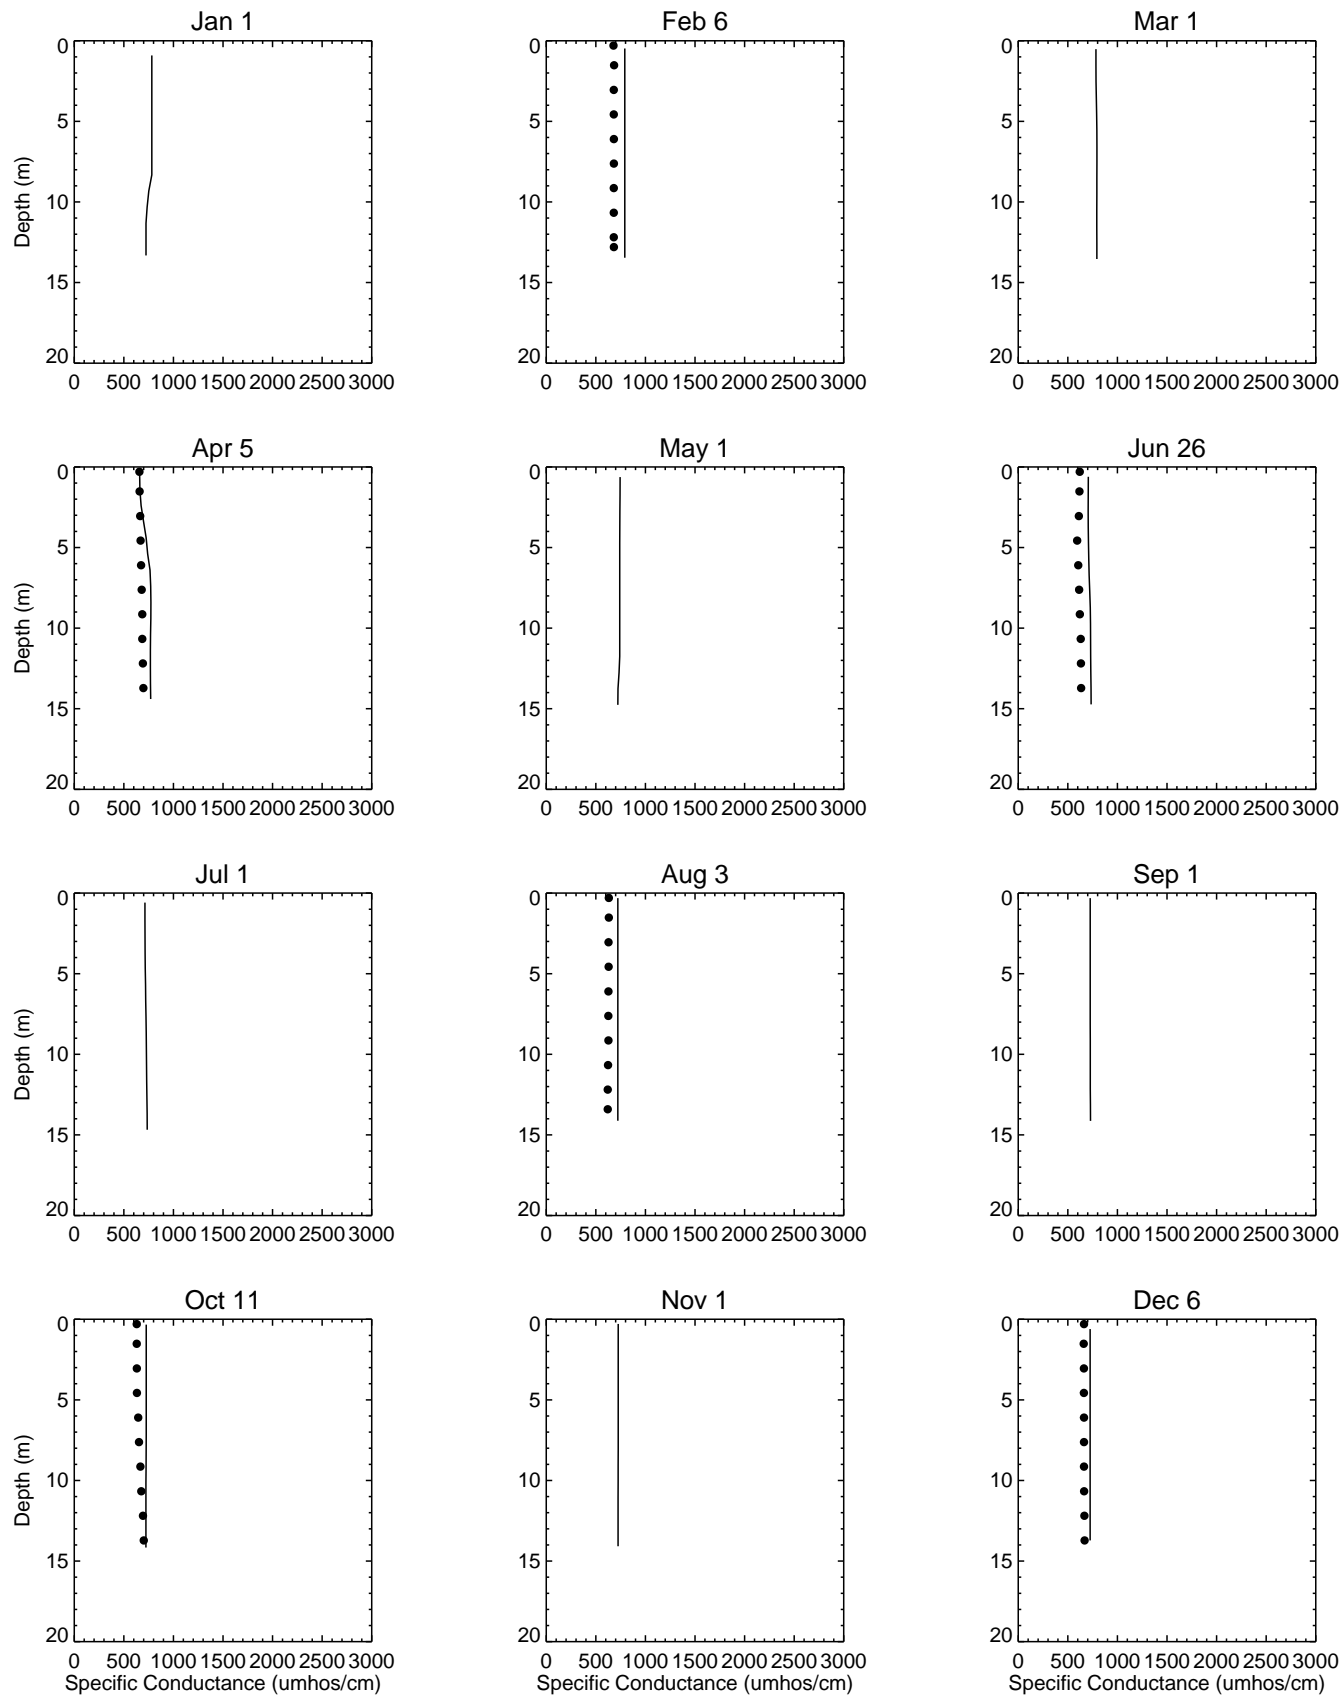 Jan 1 Feb 6 Mar 1
0 0 0
5 5 5
Depth (m)
10 10 10
15 15 15
20 20 20
0 500 1000 1500 2000 2500 3000 0 500 1000 1500 2000 2500 3000 0 500 1000 1500 2000 2500 3000
Apr 5 May 1 Jun 26
0 0 0
5 5 5
Depth (m)
10 10 10
15 15 15
20 20 20
0 500 1000 1500 2000 2500 3000 0 500 1000 1500 2000 2500 3000 0 500 1000 1500 2000 2500 3000
Jul 1 Aug 3 Sep 1
0 0 0
5 5 5
Depth (m)
10 10 10
15 15 15
20 20 20
0 500 1000 1500 2000 2500 3000 0 500 1000 1500 2000 2500 3000 0 500 1000 1500 2000 2500 3000
Oct 11 Nov 1 Dec 6
0 0 0
5 5 5
Depth (m)
10 10 10
15 15 15
20 20 20
0 500 1000 1500 2000 2500 3000 0 500 1000 1500 2000 2500 3000 0 500 1000 1500 2000 2500 3000
Specific Conductance (umhos/cm) Specific Conductance (umhos/cm) Specific Conductance (umhos/cm)